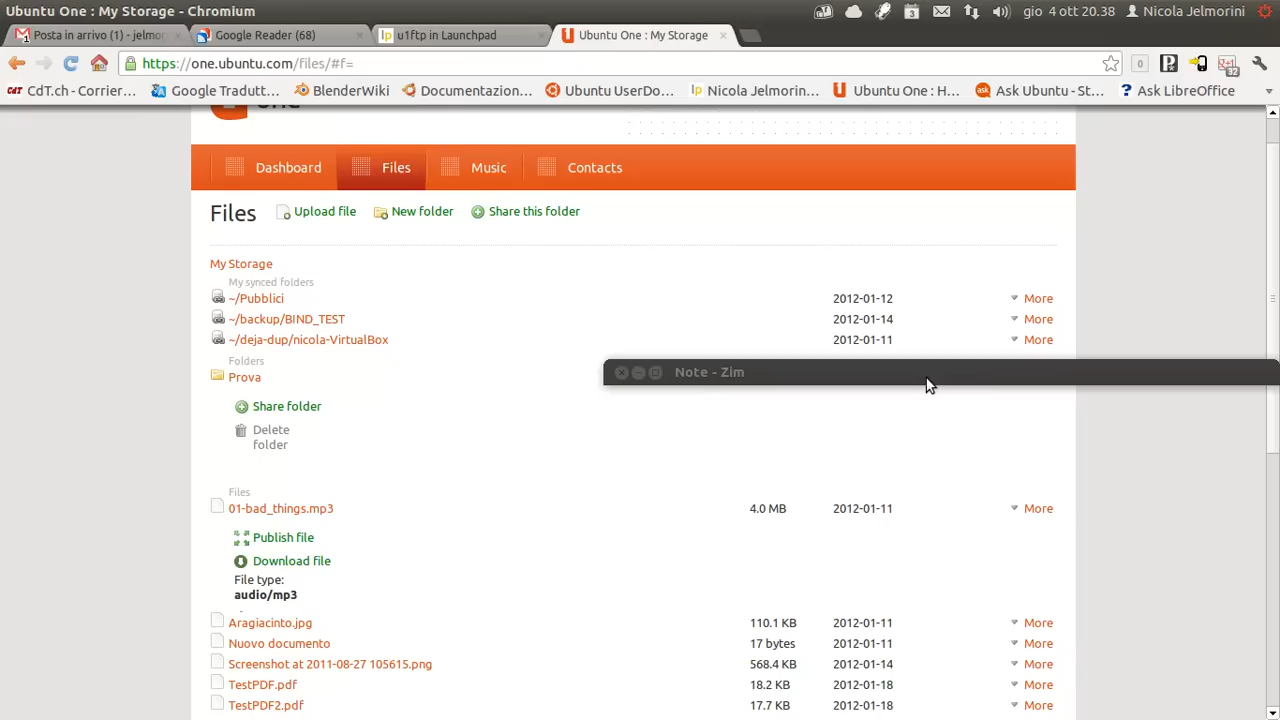 Ubuntu One : My Storage - Chromium
3
gio 4 ott 20.38
Nicola Jelmorini
Posta in arrivo (1) - jelmo
Google Reader (68)
u1ftp in Launchpad
Ubuntu One : My Storage
https://one.ubuntu.com/files/#f=
0
32
CdT.ch - Corrier...
Google Tradutt...
BlenderWiki
Documentazion...
Ubuntu UserDo...
Nicola Jelmorin...
Ubuntu One : H...
Ask Ubuntu - St...
Ask LibreOffice
one
Dashboard
Files
Music
Contacts
Files
Upload file
New folder
Share this folder
My Storage
My synced folders
~/Pubblici 2012-01-12 More
~/backup/BIND_TEST 2012-01-14 More
~/deja-dup/nicola-VirtualBox 2012-01-11 More
Folders
Prova
Note - Zim
Share folder
Delete
folder
Files
01-bad_things.mp3 4.0 MB 2012-01-11 More
Publish file
Download file
File type:
audio/mp3
Aragiacinto.jpg 110.1 KB 2012-01-11 More
Nuovo documento 17 bytes 2012-01-11 More
Screenshot at 2011-08-27 105615.png 568.4 KB 2012-01-14 More
TestPDF.pdf 18.2 KB 2012-01-18 More
TestPDF2.pdf 17.7 KB 2012-01-18 More